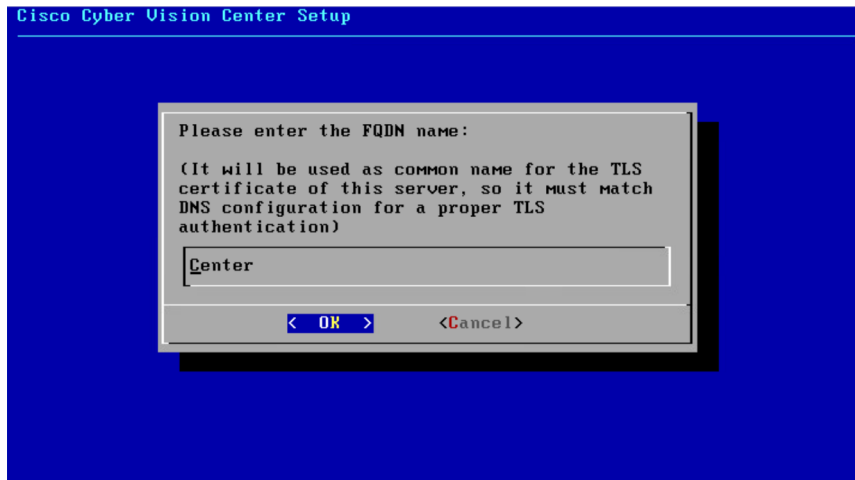 Cisco Cyber Vision Center Setup
Please enter the FQDN name:
(It will be used as common name for the TLS
certificate of this server, so it must match
DNS configuration for a proper TLS
authentication)
Center
< OK > <Cancel>